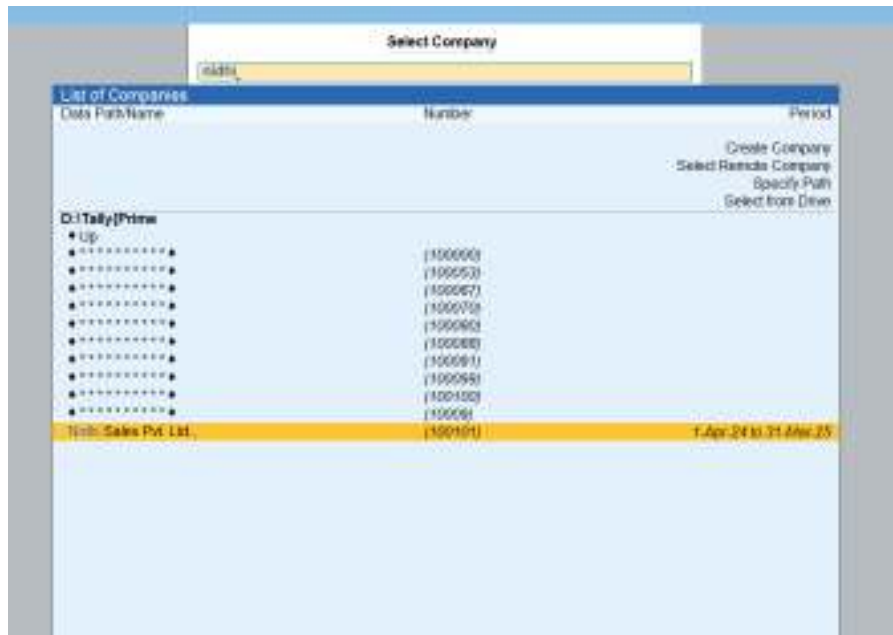 Select Company
nidhi
List of Companies
Data Path/Name Number Period
Create Company
Select Remote Company
Specify Path
Select from Drive
D:\Tally\Prime
♦ Up
♦ * * * * * * * * * * ♦ (100000)
♦ * * * * * * * * * * ♦ (100053)
♦ * * * * * * * * * * ♦ (100067)
♦ * * * * * * * * * * ♦ (100070)
♦ * * * * * * * * * * ♦
♦ * * * * * * * * * * ♦
♦ * * * * * * * * * * ♦ (100091)
♦ * * * * * * * * * * ♦ (100099)
♦ * * * * * * * * * * ♦ (100100)
♦ * * * * * * * * * * ♦ (10009)
Nidhi Sales Pvt. Ltd., (100101) 1-Apr-24 to 31-Mar-25